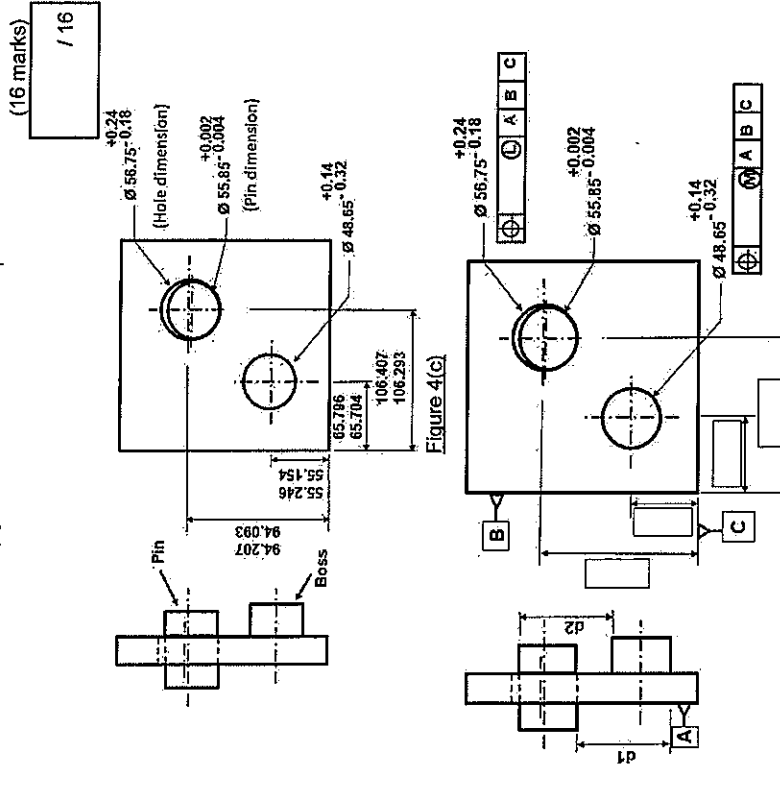 (16 marks)
/ 16
Ø 56.75 +0.24 -0.18
(Hole dimension)
Ø 55.85 +0.002 -0.004
(Pin dimension)
Ø 48.65 +0.14 -0.32
94.207
94.093
55.246
55.154
65.796
65.704
106.407
106.293
Pin
Boss
Figure 4(c)
Ø 56.75 +0.24 -0.18
⌖ Ⓛ A B C
Ø 55.85 +0.002 -0.004
Ø 48.65 +0.14 -0.32
⌖ Ⓜ A B C
B
C
d2
d1
A